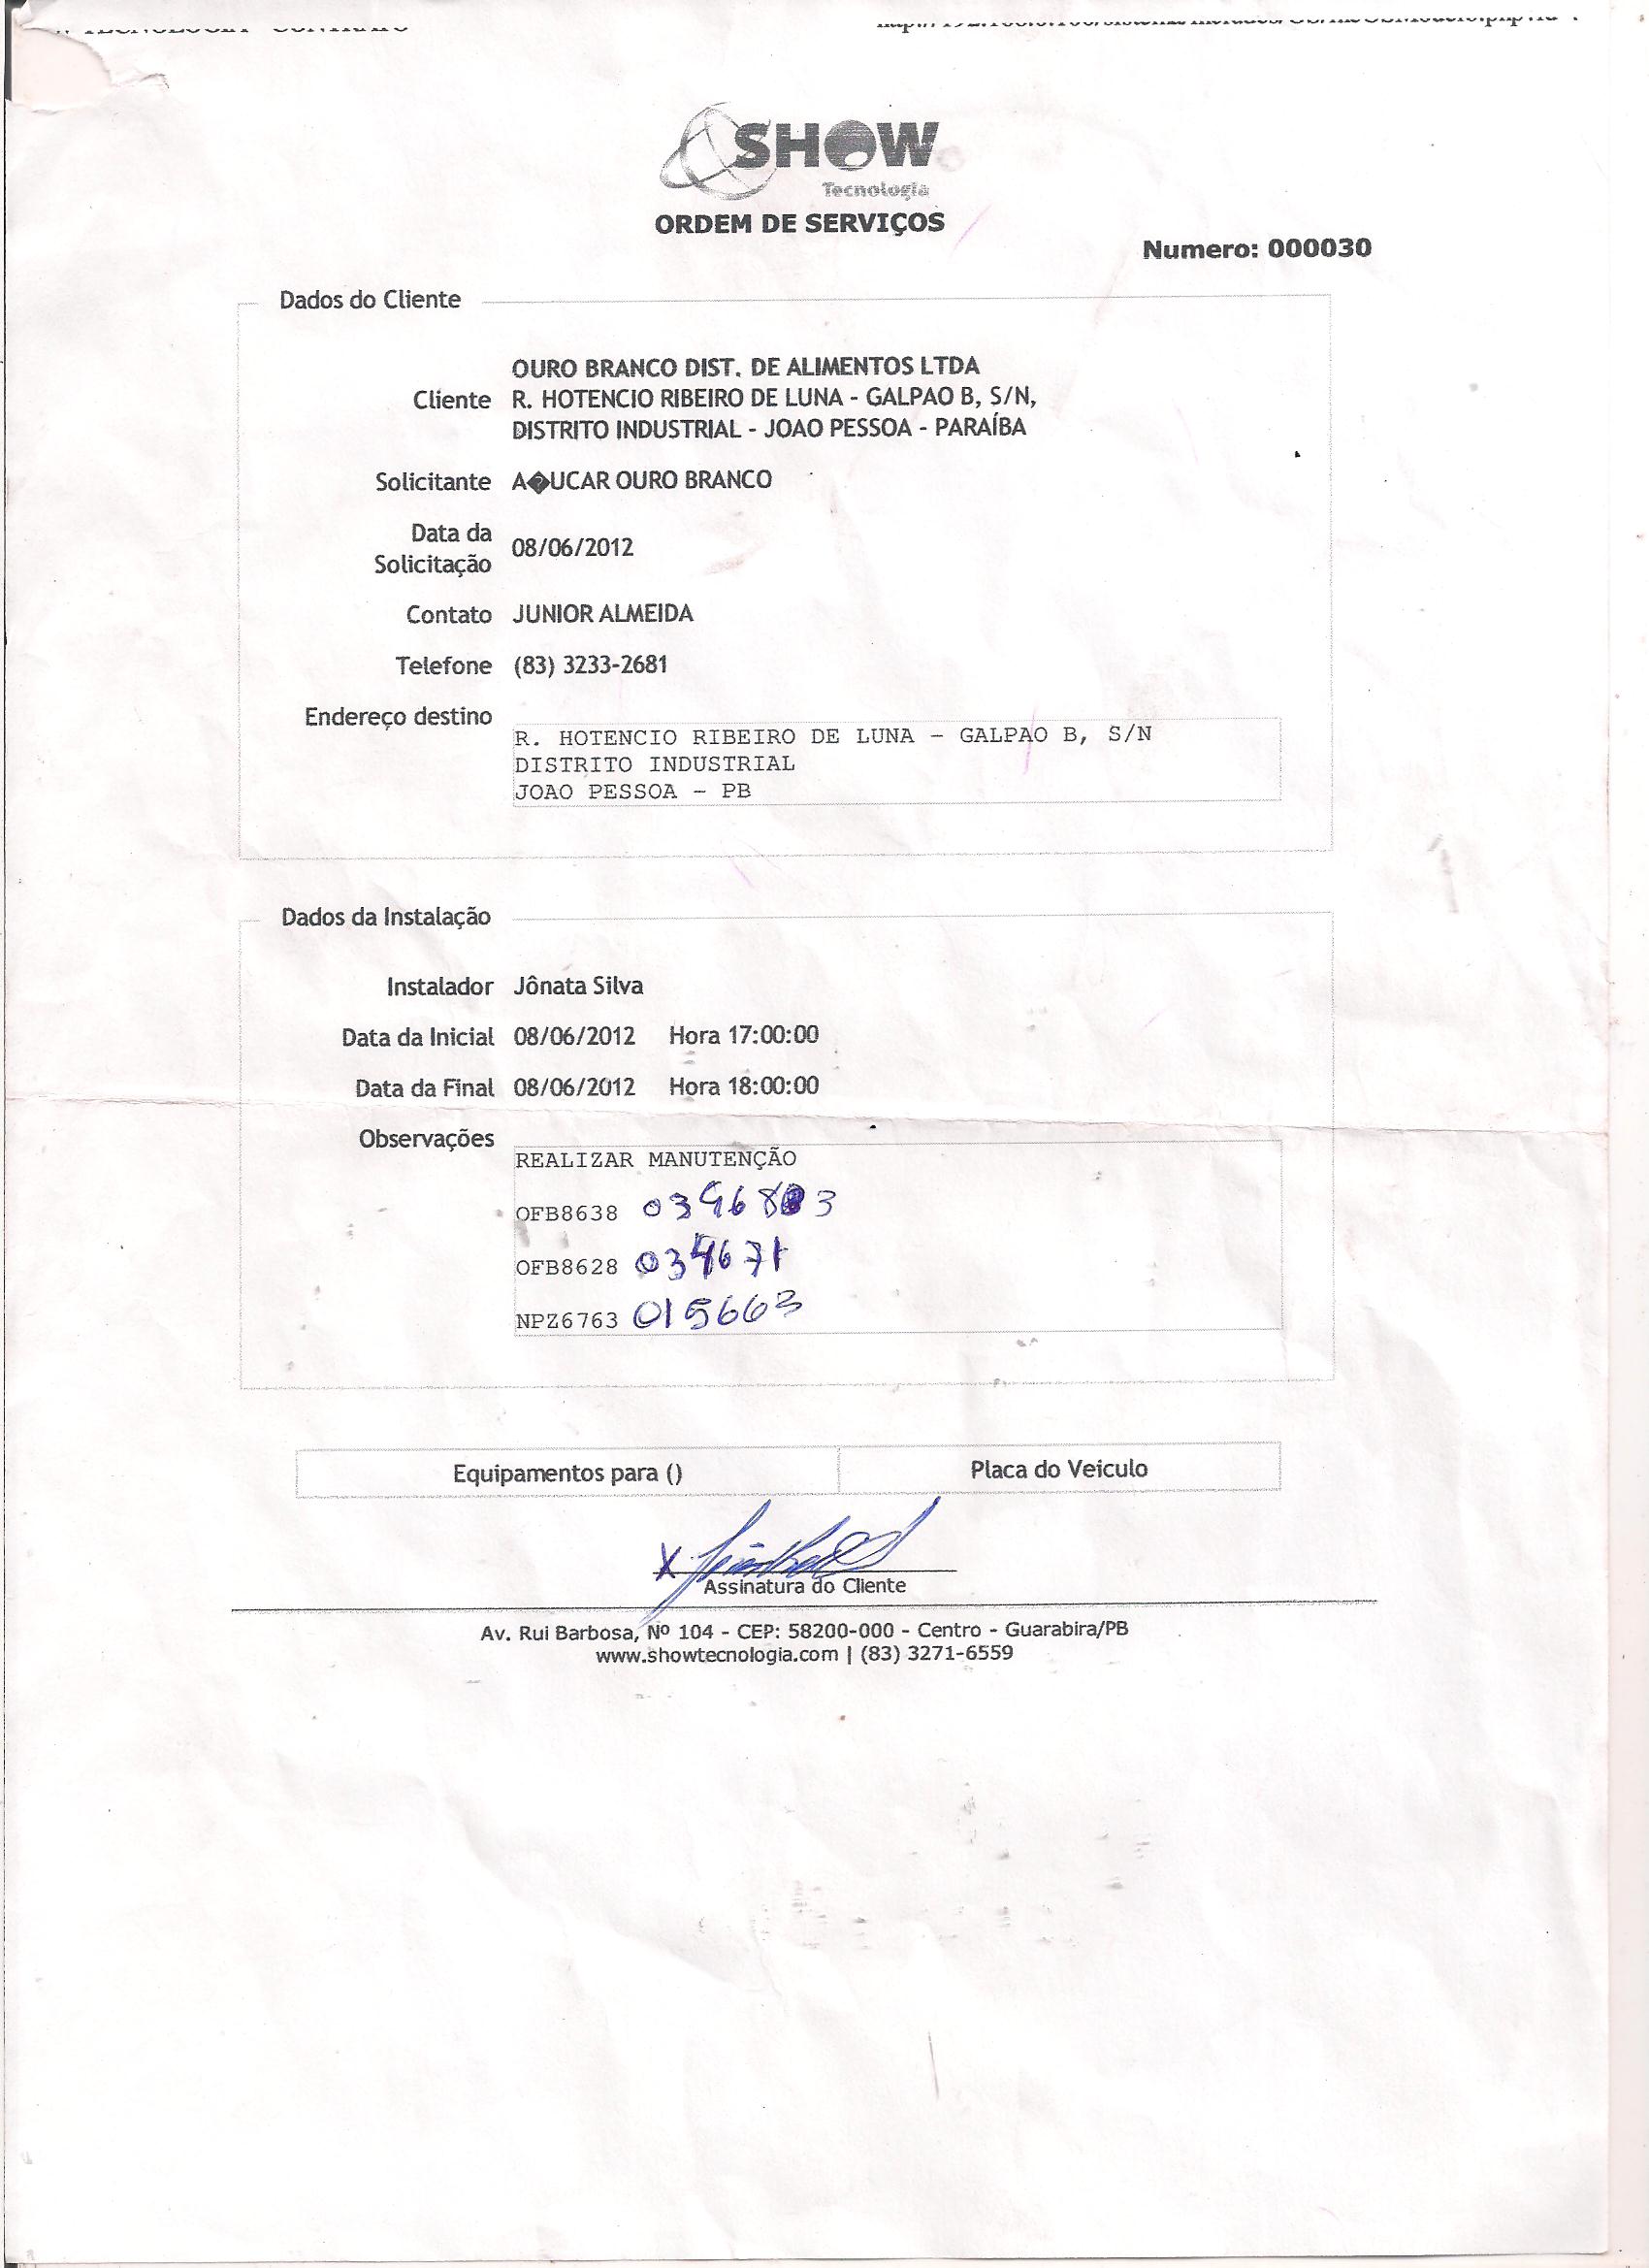 SHOW
Tecnologia
ORDEM DE SERVIÇOS
Numero: 000030
Dados do Cliente
OURO BRANCO DIST. DE ALIMENTOS LTDA
Cliente R. HOTENCIO RIBEIRO DE LUNA - GALPAO B, S/N,
DISTRITO INDUSTRIAL - JOAO PESSOA - PARAÍBA
Solicitante A�UCAR OURO BRANCO
Data da
Solicitação 08/06/2012
Contato JUNIOR ALMEIDA
Telefone (83) 3233-2681
Endereço destino
R. HOTENCIO RIBEIRO DE LUNA - GALPAO B, S/N
DISTRITO INDUSTRIAL
JOAO PESSOA - PB
Dados da Instalação
Instalador Jônata Silva
Data da Inicial 08/06/2012 Hora 17:00:00
Data da Final 08/06/2012 Hora 18:00:00
Observações
REALIZAR MANUTENÇÃO
OFB8638
OFB8628 034671
NPZ6763 015663
Equipamentos para () Placa do Veiculo
X
Assinatura do Cliente
Av. Rui Barbosa, Nº 104 - CEP: 58200-000 - Centro - Guarabira/PB
www.showtecnologia.com | (83) 3271-6559